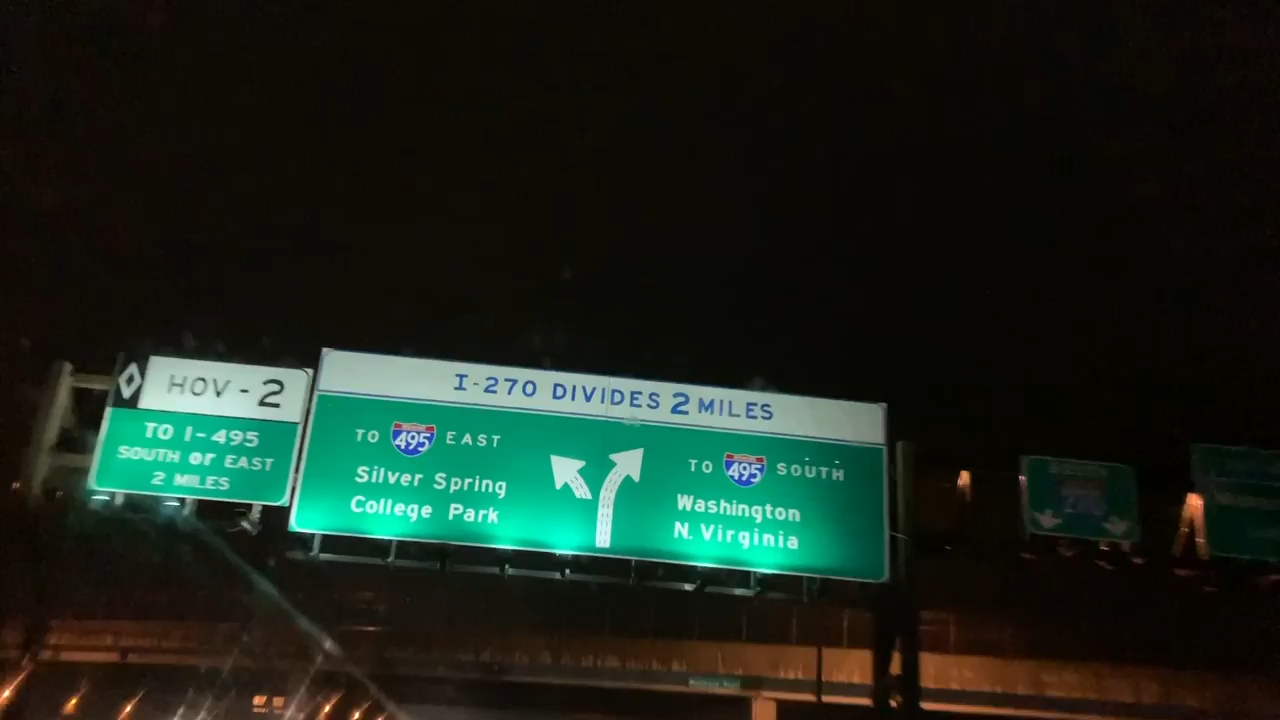 HOV - 2
TO I-495
SOUTH or EAST
2 MILES
I-270 DIVIDES 2 MILES
TO 495 EAST
Silver Spring
College Park
TO 495 SOUTH
Washington
N. Virginia